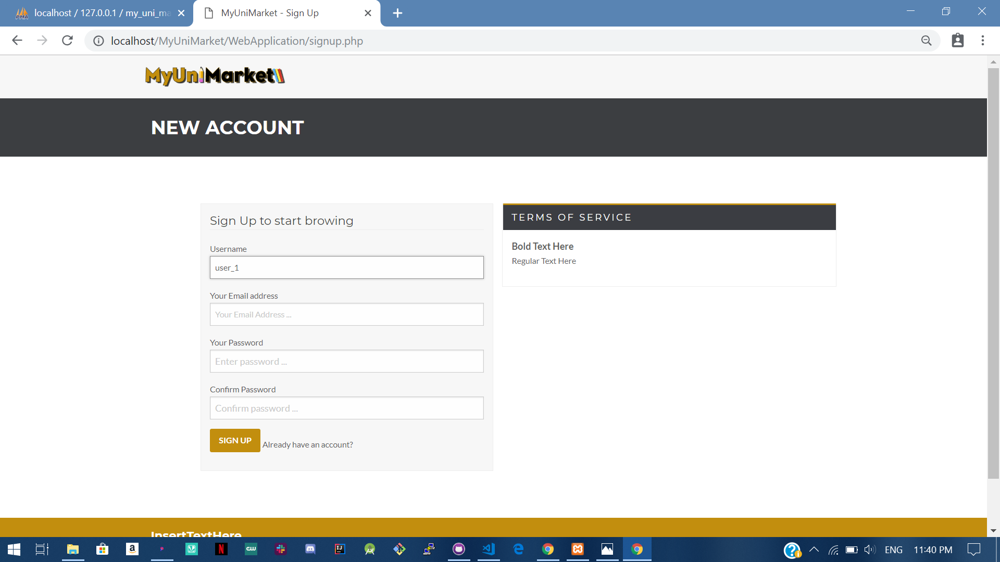 localhost / 127.0.0.1 / my_uni_ma
MyUniMarket - Sign Up
localhost/MyUniMarket/WebApplication/signup.php
MyUniMarket
NEW ACCOUNT
Sign Up to start browing
Username
user_1
Your Email address
Your Email Address ...
Your Password
Enter password ...
Confirm Password
Confirm password ...
SIGN UP Already have an account?
TERMS OF SERVICE
Bold Text Here
Regular Text Here
InsertTextHere
ENG 11:40 PM